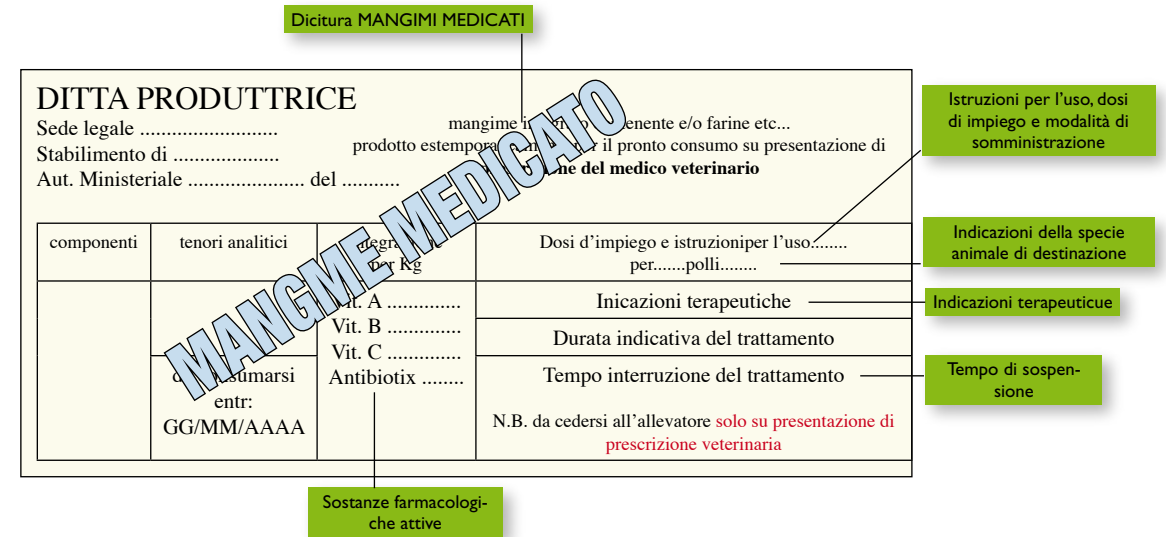 Dicitura MANGIMI MEDICATI
DITTA PRODUTTRICE
Sede legale .........................
Stabilimento di ...................
Aut. Ministeriale ..................... del ...........
mangime e/o farine etc...
prodotto il pronto consumo su presentazione di
del medico veterinario
MANGME MEDICATO
Istruzioni per l'uso, dosi
di impiego e modalità di
somministrazione
componenti
tenori analitici
per Kg
Dosi d'impiego e istruzioniper l'uso........
per.......polli........
Indicazioni della specie
animale di destinazione
Vit. A ..............
Vit. B ..............
Vit. C ..............
Antibiotix ........
Inicazioni terapeutiche
Indicazioni terapeuticue
Durata indicativa del trattamento
entr:
GG/MM/AAAA
Tempo interruzione del trattamento
Tempo di sospen-
sione
N.B. da cedersi all'allevatore solo su presentazione di
prescrizione veterinaria
Sostanze farmacologi-
che attive